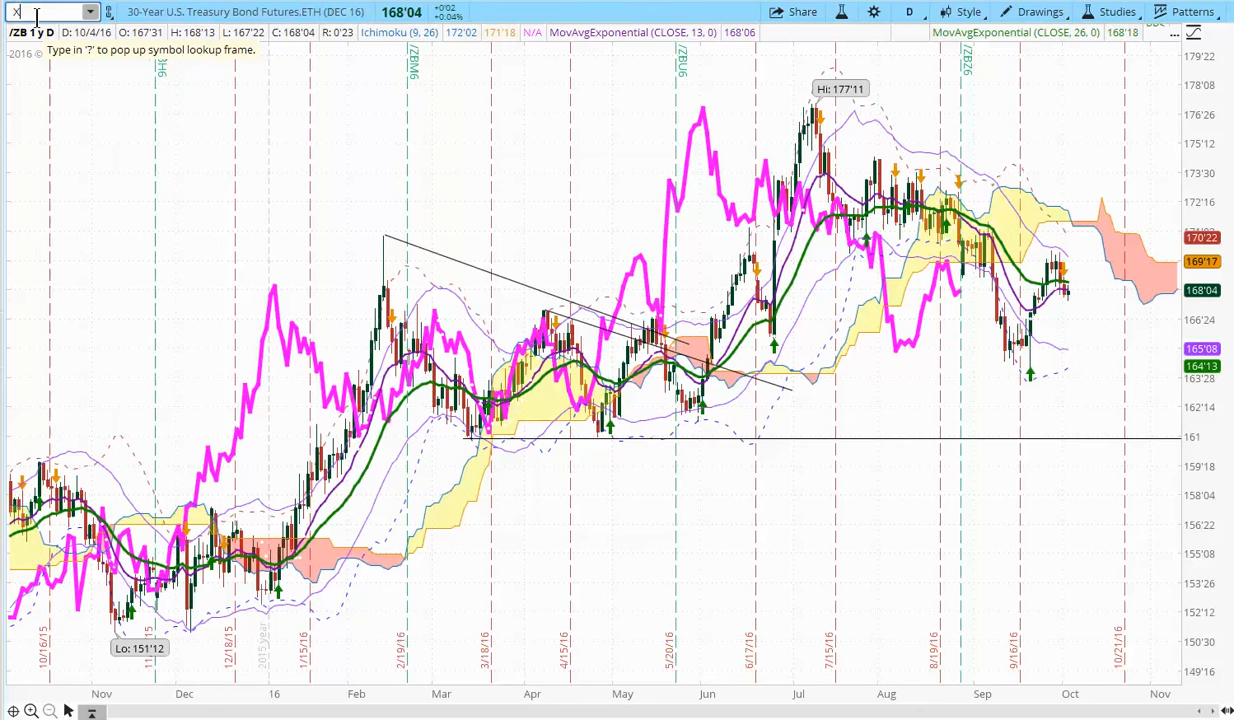 X
30-Year U.S. Treasury Bond Futures.ETH (DEC 16)
168'04
+0'02
+0.04%
Share
D
Style
Drawings
Studies
Patterns
/ZB 1 y D
D: 10/4/16
O: 167'31
H: 168'13
L: 167'22
C: 168'04
R: 0'23
Ichimoku (9, 26)
172'02
171'18
N/A
MovAvgExponential (CLOSE, 13, 0)
168'06
MovAvgExponential (CLOSE, 26, 0)
168'18
...
2016 ©
Type in '?' to pop up symbol lookup frame.
/ZBM6
/ZBU6
/ZBZ6
Hi: 177'11
Lo: 151'12
179'22
178'08
176'26
175'12
173'30
172'16
170'22
169'17
168'04
166'24
165'08
164'13
163'28
162'14
161
159'18
158'04
156'22
155'08
153'26
152'12
150'30
149'16
10/16/15
12/18/15
2015 year
1/15/16
2/19/16
3/18/16
4/15/16
5/20/16
6/17/16
7/15/16
8/19/16
9/16/16
10/21/16
Nov
Dec
16
Feb
Mar
Apr
May
Jun
Jul
Aug
Sep
Oct
Nov